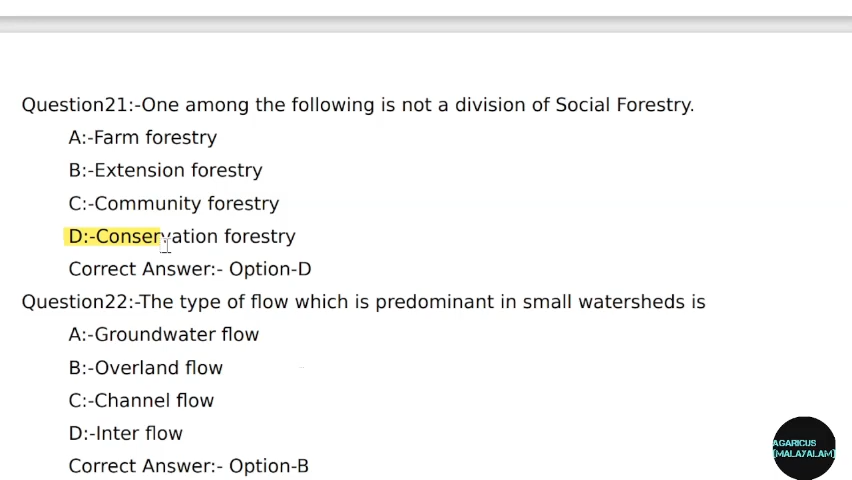 Question21:-One among the following is not a division of Social Forestry.
A:-Farm forestry
B:-Extension forestry
C:-Community forestry
D:-Conservation forestry
Correct Answer:- Option-D
Question22:-The type of flow which is predominant in small watersheds is
A:-Groundwater flow
B:-Overland flow
C:-Channel flow
D:-Inter flow
Correct Answer:- Option-B
AGARICUS
[MALAYALAM]